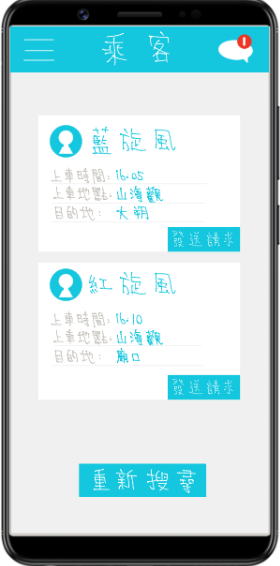 乘客
1
藍旋風
上車時間：16:05
上車地點：山海觀
目的地：大朔
發送請求
紅旋風
上車時間：16:10
上車地點：山海觀
目的地：廟口
發送請求
重新搜尋